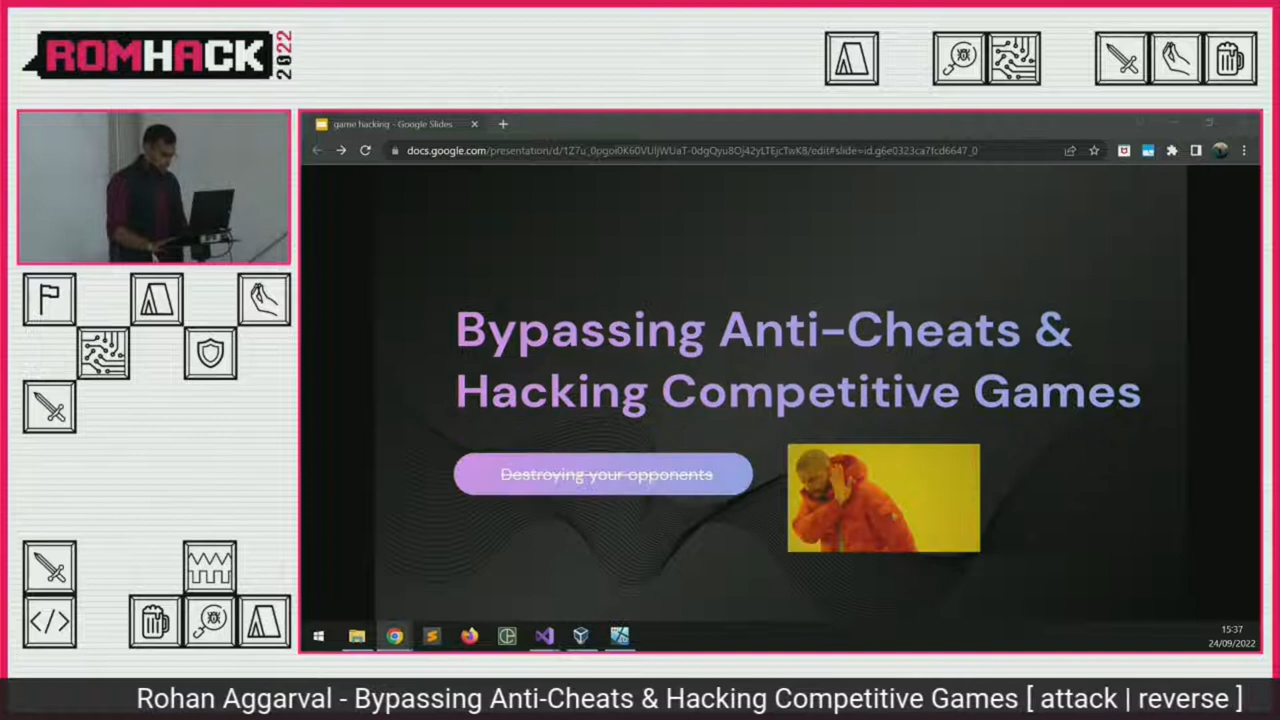 ROMHACK
2022
game hacking - Google Slides
docs.google.com/presentation/d/1Z7u_0pgoi0K60VUljWUaT-0dgQyu8Oj42yLTEjcTwK8/edit#slide=id.g6e0323ca7fcd6647_0
Bypassing Anti-Cheats &
Hacking Competitive Games
Destroying your opponents
</>
15:37
24/09/2022
Rohan Aggarval - Bypassing Anti-Cheats & Hacking Competitive Games [ attack | reverse ]